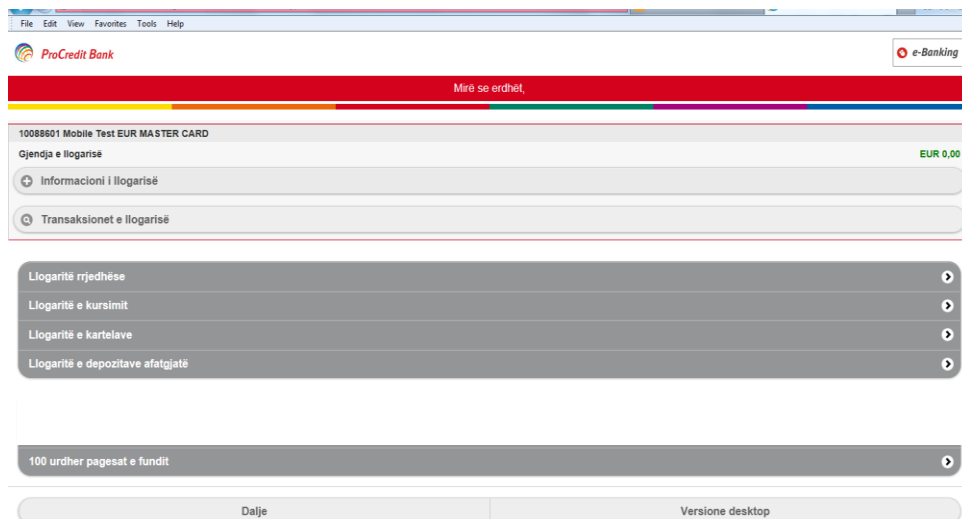 File Edit View Favorites Tools Help
ProCredit Bank
e-Banking
Mirë se erdhët,
10088601 Mobile Test EUR MASTER CARD
Gjendja e llogarisë EUR 0,00
Informacioni i llogarisë
Transaksionet e llogarisë
Llogaritë rrjedhëse
Llogaritë e kursimit
Llogaritë e kartelave
Llogaritë e depozitave afatgjatë
100 urdher pagesat e fundit
Dalje Versione desktop